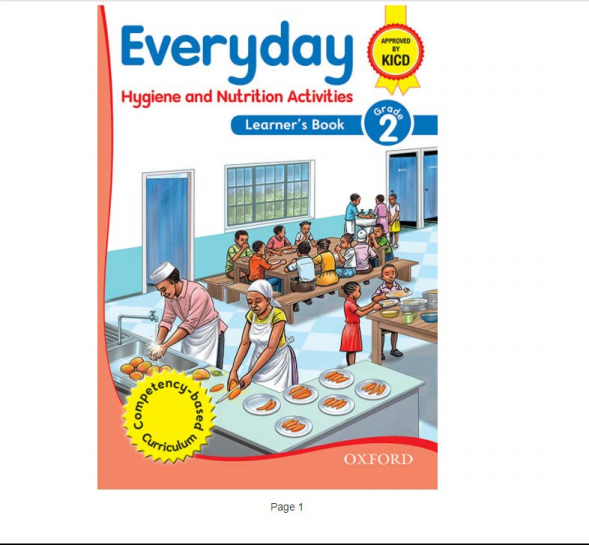 Everyday
APPROVED
BY
KICD
Hygiene and Nutrition Activities
Learner's Book
Grade
2
Competency-based
Curriculum
OXFORD
Page 1